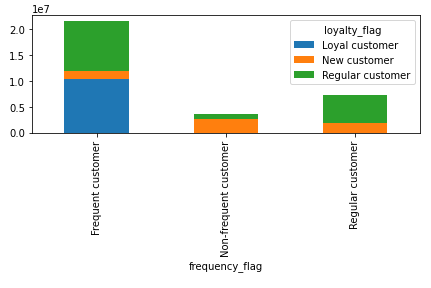 1e7
2.0
1.5
1.0
0.5
0.0
loyalty_flag
Loyal customer
New customer
Regular customer
Frequent customer
Non-frequent customer
Regular customer
frequency_flag